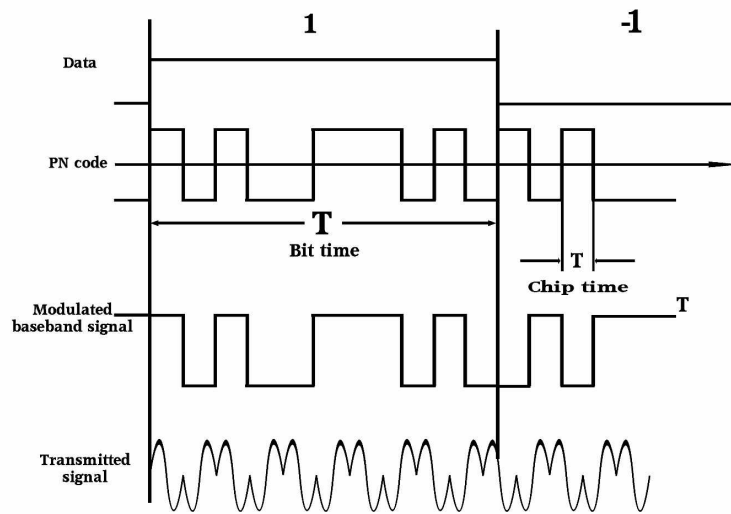 1
-1
Data
PN code
T
Bit time
T
Chip time
Modulated
baseband signal
T
Transmitted
signal